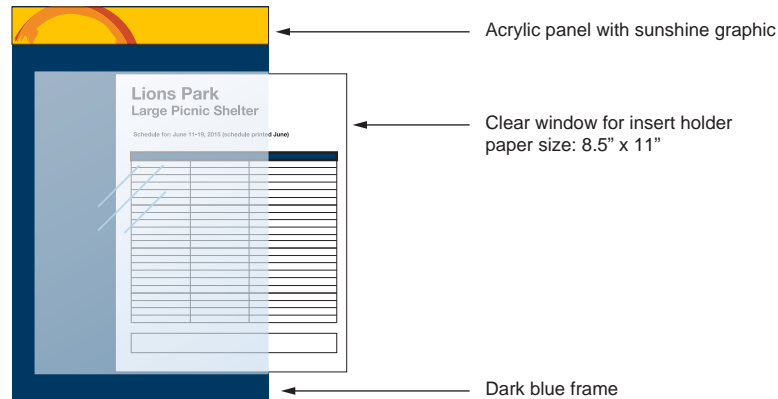 Acrylic panel with sunshine graphic
Lions Park
Large Picnic Shelter
Schedule for: June 11-19, 2015 (schedule printed June)
Clear window for insert holder
paper size: 8.5” x 11”
Dark blue frame